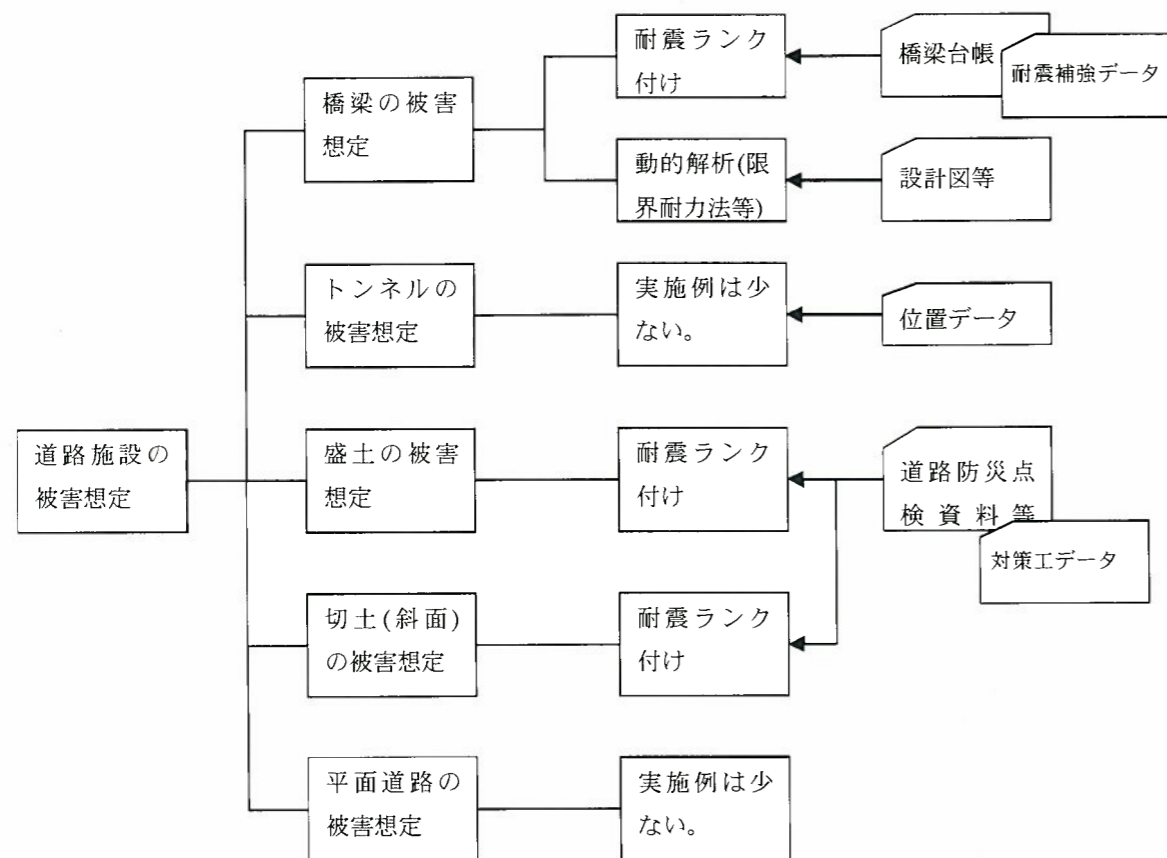 耐震ランク
付け
橋梁台帳
耐震補強データ
橋梁の被害
想定
動的解析(限
界耐力法等)
設計図等
トンネルの
被害想定
実施例は少
ない。
位置データ
道路施設の
被害想定
盛土の被害
想定
耐震ランク
付け
道路防災点
検資料等
対策工データ
切土(斜面)
の被害想定
耐震ランク
付け
平面道路の
被害想定
実施例は少
ない。